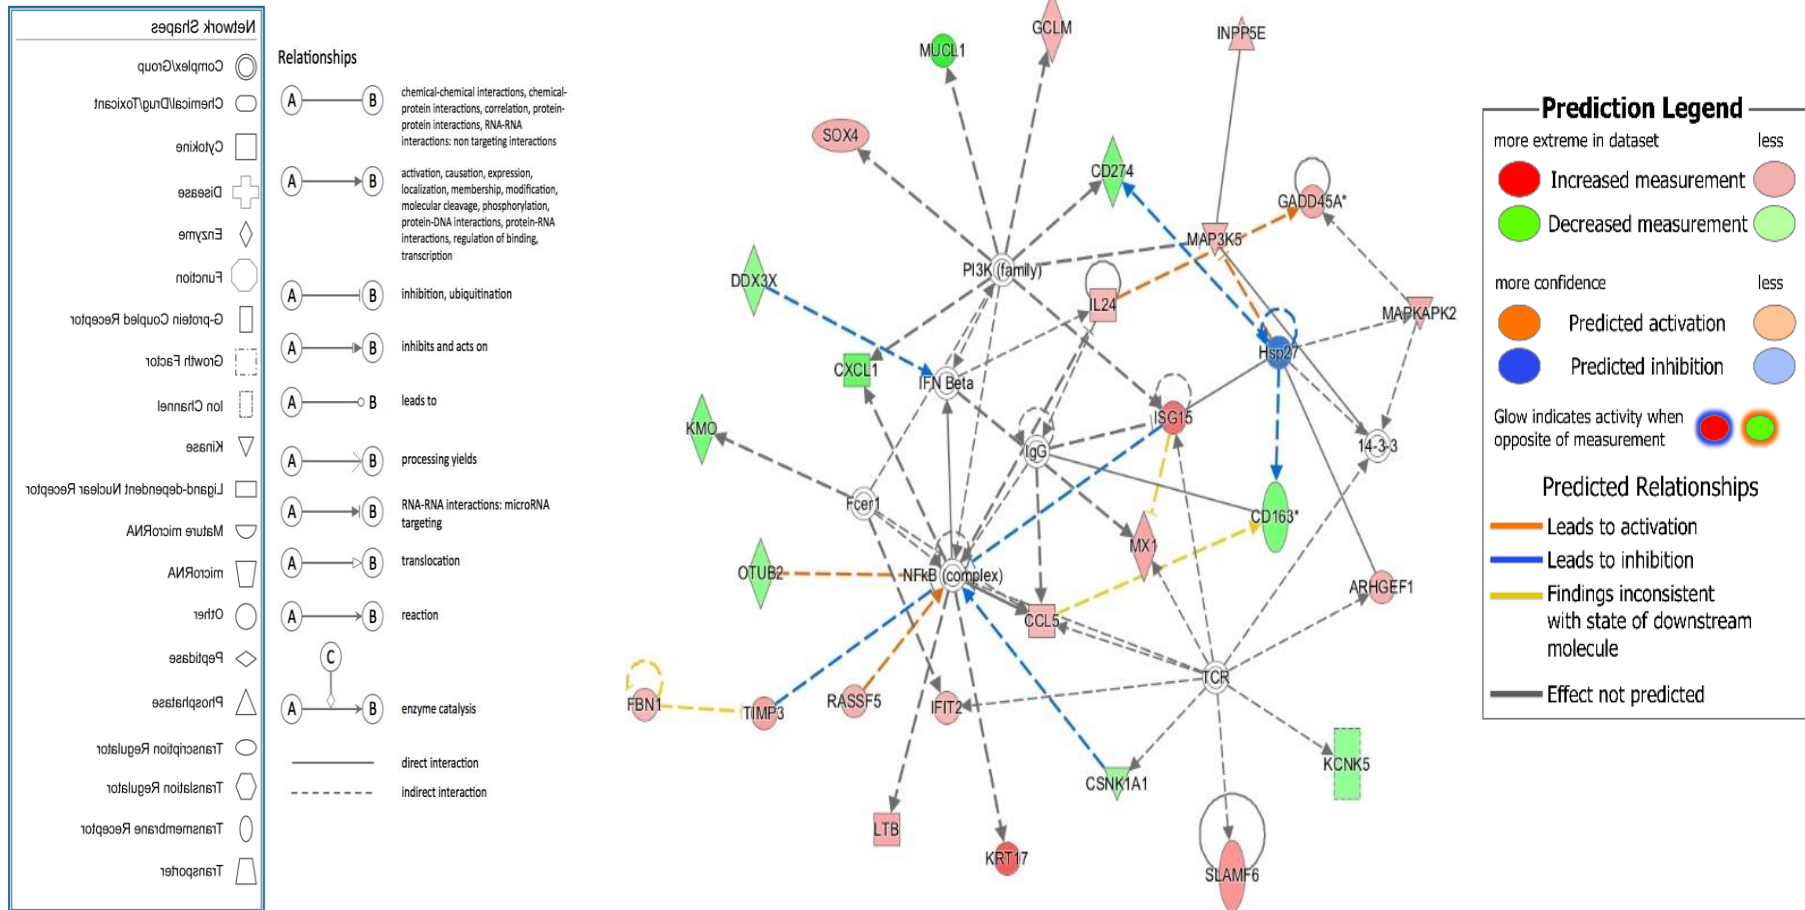 Network Shapes
Complex/Group
Chemical/Drug/Toxicant
Cytokine
Disease
Enzyme
Function
G-protein Coupled Receptor
Growth Factor
Ion Channel
Kinase
Ligand-dependent Nuclear Receptor
Mature microRNA
microRNA
Other
Peptidase
Phosphatase
Transcription Regulator
Translation Regulator
Transmembrane Receptor
Transporter
Relationships
A B chemical-chemical interactions, chemical-
protein interactions, correlation, protein-
protein interactions, RNA-RNA
interactions: non targeting interactions
A B activation, causation, expression,
localization, membership, modification,
molecular cleavage, phosphorylation,
protein-DNA interactions, protein-RNA
interactions, regulation of binding,
transcription
A B inhibition, ubiquitination
A B inhibits and acts on
A B leads to
A B processing yields
A B RNA-RNA interactions: microRNA
targeting
A B translocation
A B reaction
C
A B enzyme catalysis
direct interaction
indirect interaction
GCLM
MUCL1
INPP5E
SOX4
CD274
GADD45A*
MAP3K5
PI3K (family)
DDX3X
IL24
MAPKAPK2
Hsp27
CXCL1
IFN Beta
ISG15
KMO
IgG
14-3-3
Fcer1
CD163*
MX1
OTUB2
NFkB (complex)
ARHGEF1
CCL5
TCR
FBN1
TIMP3
RASSF5
IFIT2
KCNK5
CSNK1A1
LTB
KRT17
SLAMF6
Prediction Legend
more extreme in dataset less
Increased measurement
Decreased measurement
more confidence less
Predicted activation
Predicted inhibition
Glow indicates activity when
opposite of measurement
Predicted Relationships
Leads to activation
Leads to inhibition
Findings inconsistent
with state of downstream
molecule
Effect not predicted